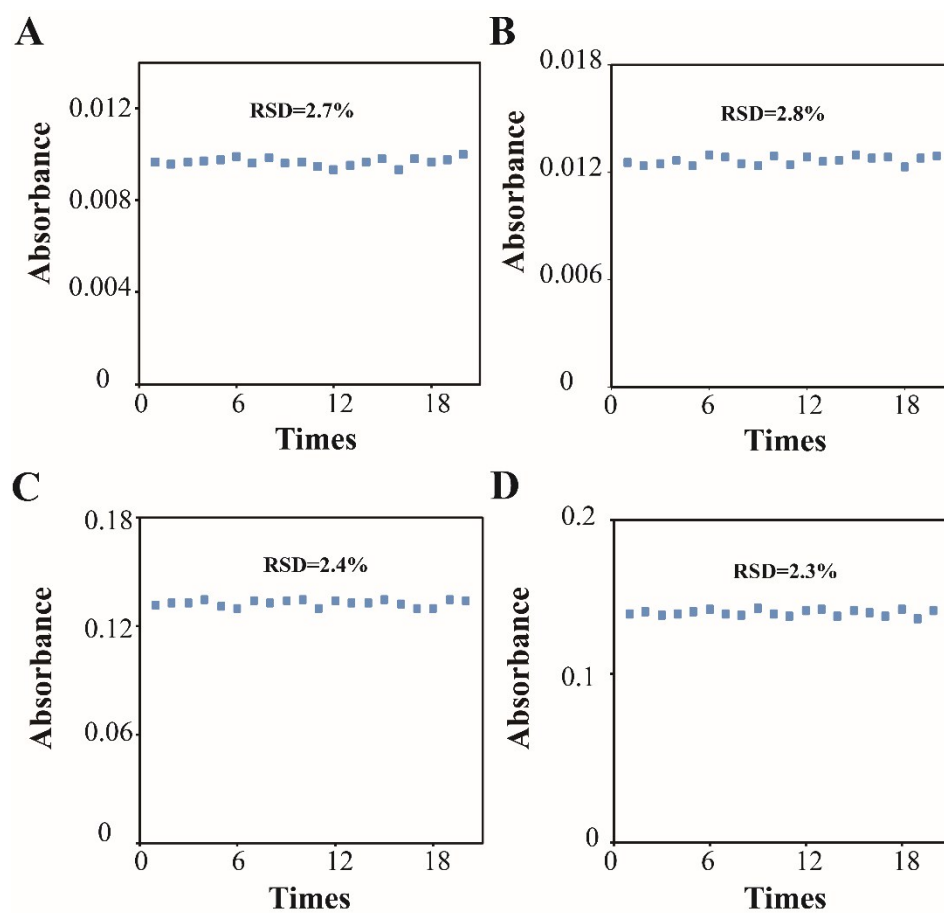 A
Absorbance
0.012
0.008
0.004
0
RSD=2.7%
0
6
12
18
Times
B
Absorbance
0.018
0.012
0.006
0
RSD=2.8%
0
6
12
18
Times
C
Absorbance
0.18
0.12
0.06
0
RSD=2.4%
0
6
12
18
Times
D
Absorbance
0.2
0.1
0
RSD=2.3%
0
6
12
18
Times